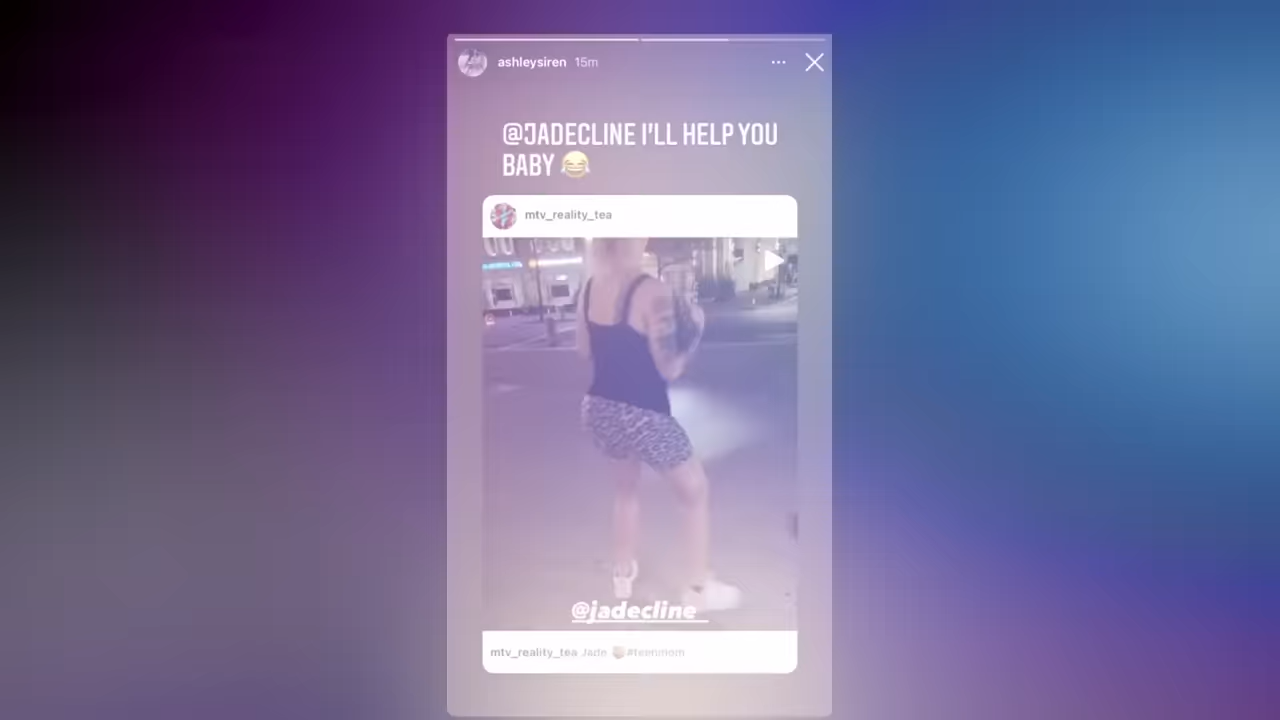 ashleysiren 15m
@JADECLINE I'LL HELP YOU
BABY 😂
mtv_reality_tea
@jadecline
mtv_reality_tea Jade #teenmom